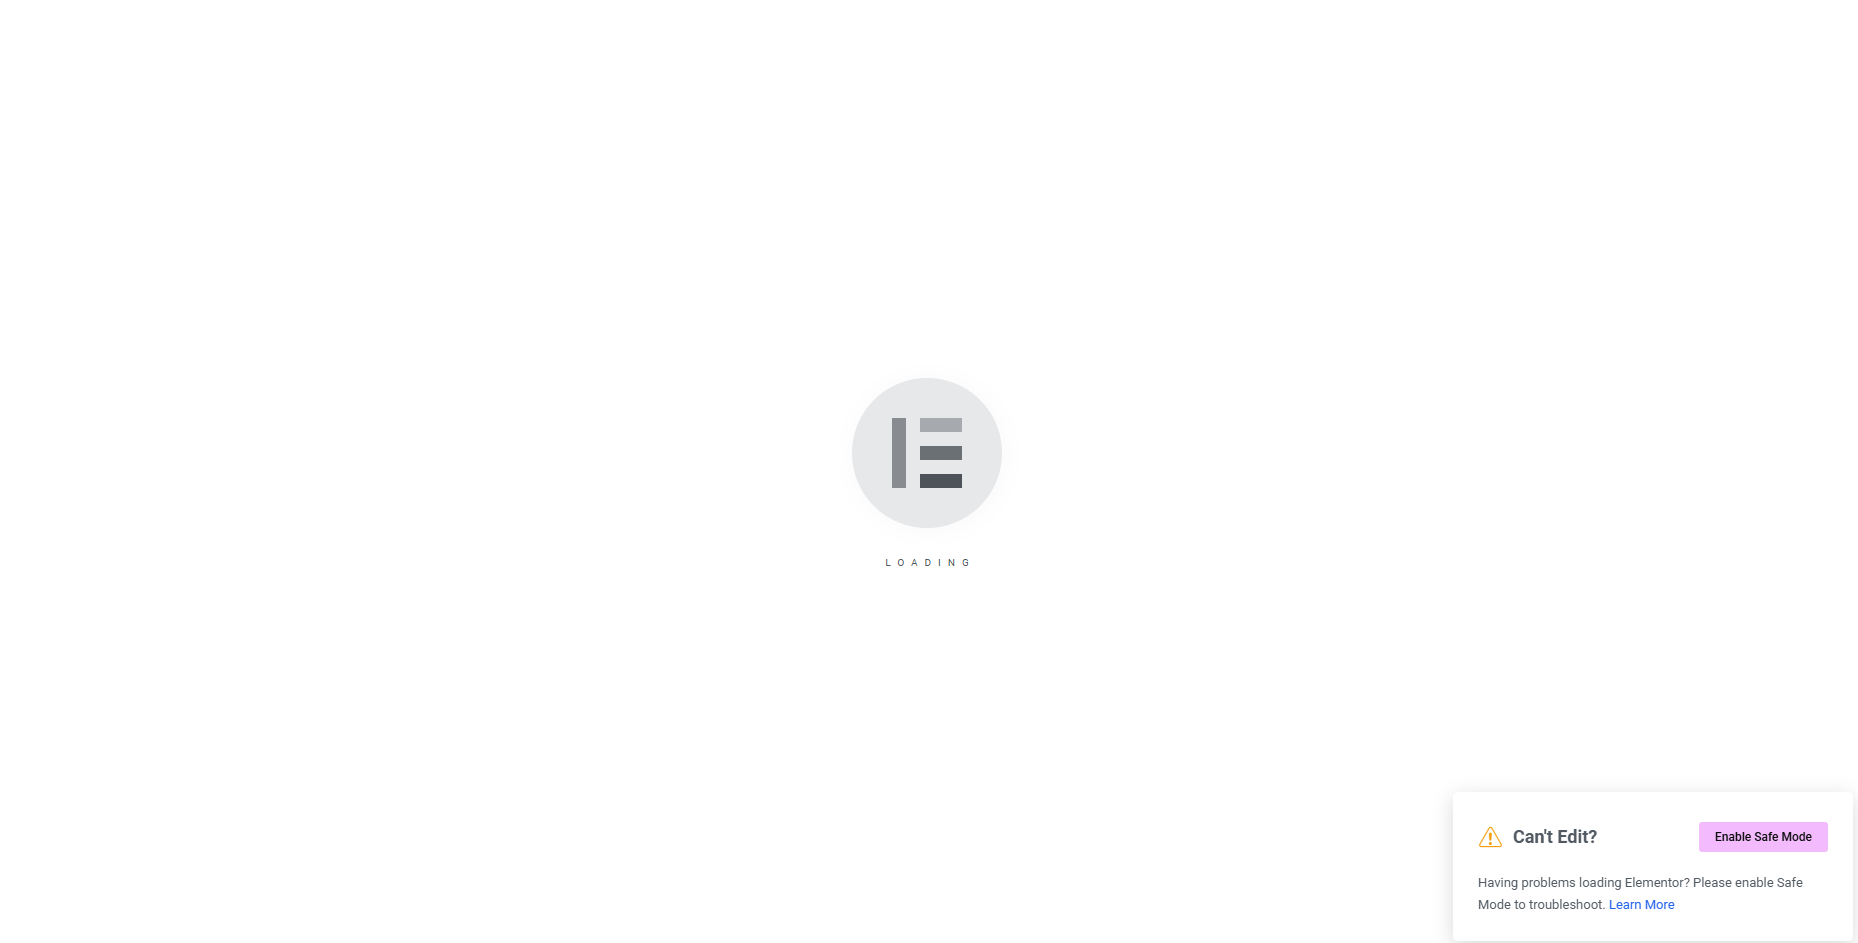 LOADING
Can't Edit?
Enable Safe Mode
Having problems loading Elementor? Please enable Safe
Mode to troubleshoot. Learn More